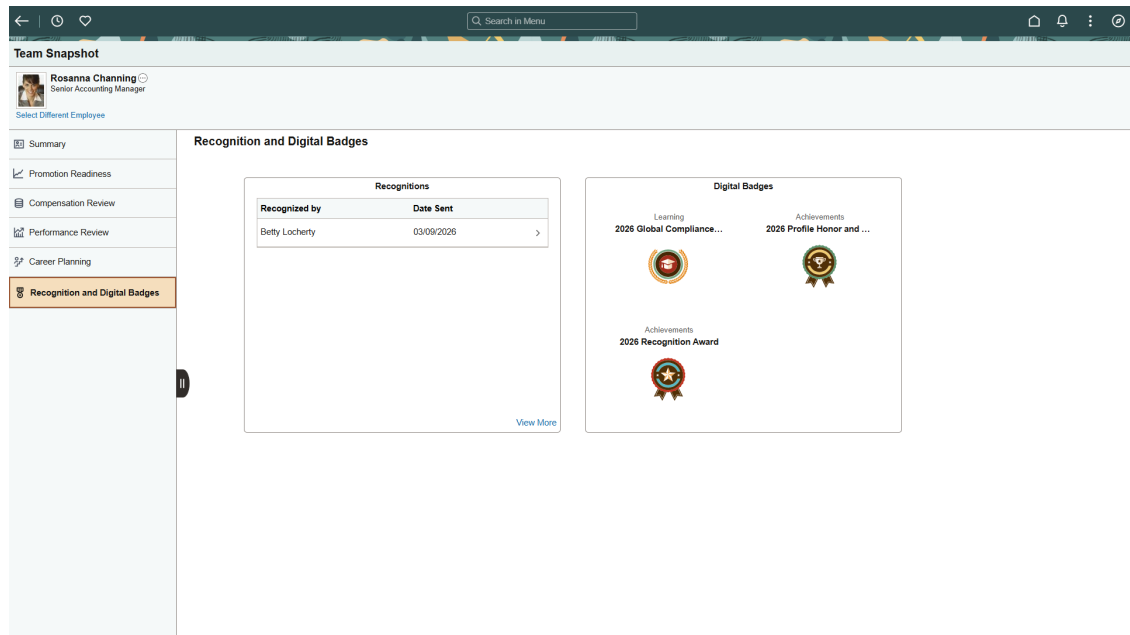 Search in Menu
Team Snapshot
Rosanna Channing
Senior Accounting Manager
Select Different Employee
Summary
Promotion Readiness
Compensation Review
Performance Review
Career Planning
Recognition and Digital Badges
Recognition and Digital Badges
Recognitions
Recognized by Date Sent
Betty Locherty 03/09/2026
View More
Digital Badges
Learning
2026 Global Compliance...
Achievements
2026 Profile Honor and ...
Achievements
2026 Recognition Award